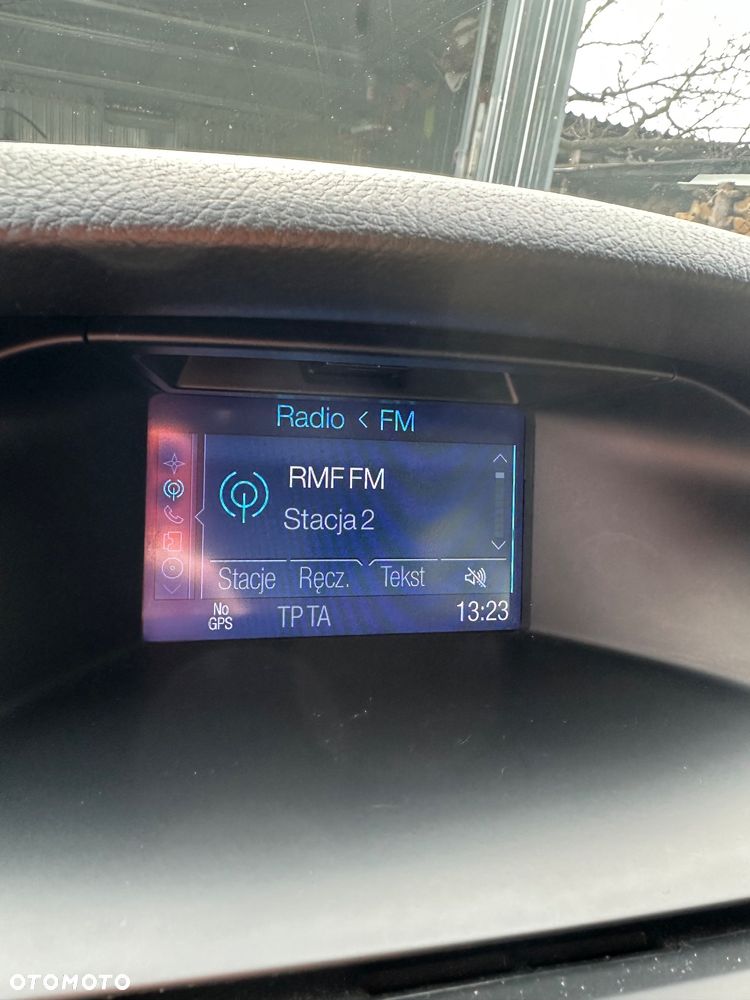 Radio < FM
RMF FM
Stacja 2
Stacje Ręcz. Tekst
No GPS TP TA 13:23
OTOMOTO